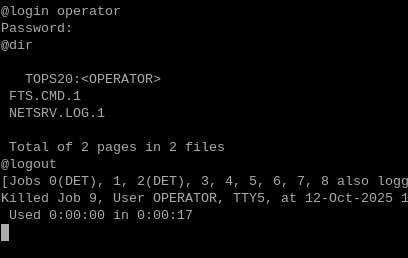 @login operator
Password:
@dir

   TOPS20:<OPERATOR>
 FTS.CMD.1
 NETSRV.LOG.1

 Total of 2 pages in 2 files
@logout
[Jobs 0(DET), 1, 2(DET), 3, 4, 5, 6, 7, 8 also logg
Killed Job 9, User OPERATOR, TTY5, at 12-Oct-2025 1
 Used 0:00:00 in 0:00:17